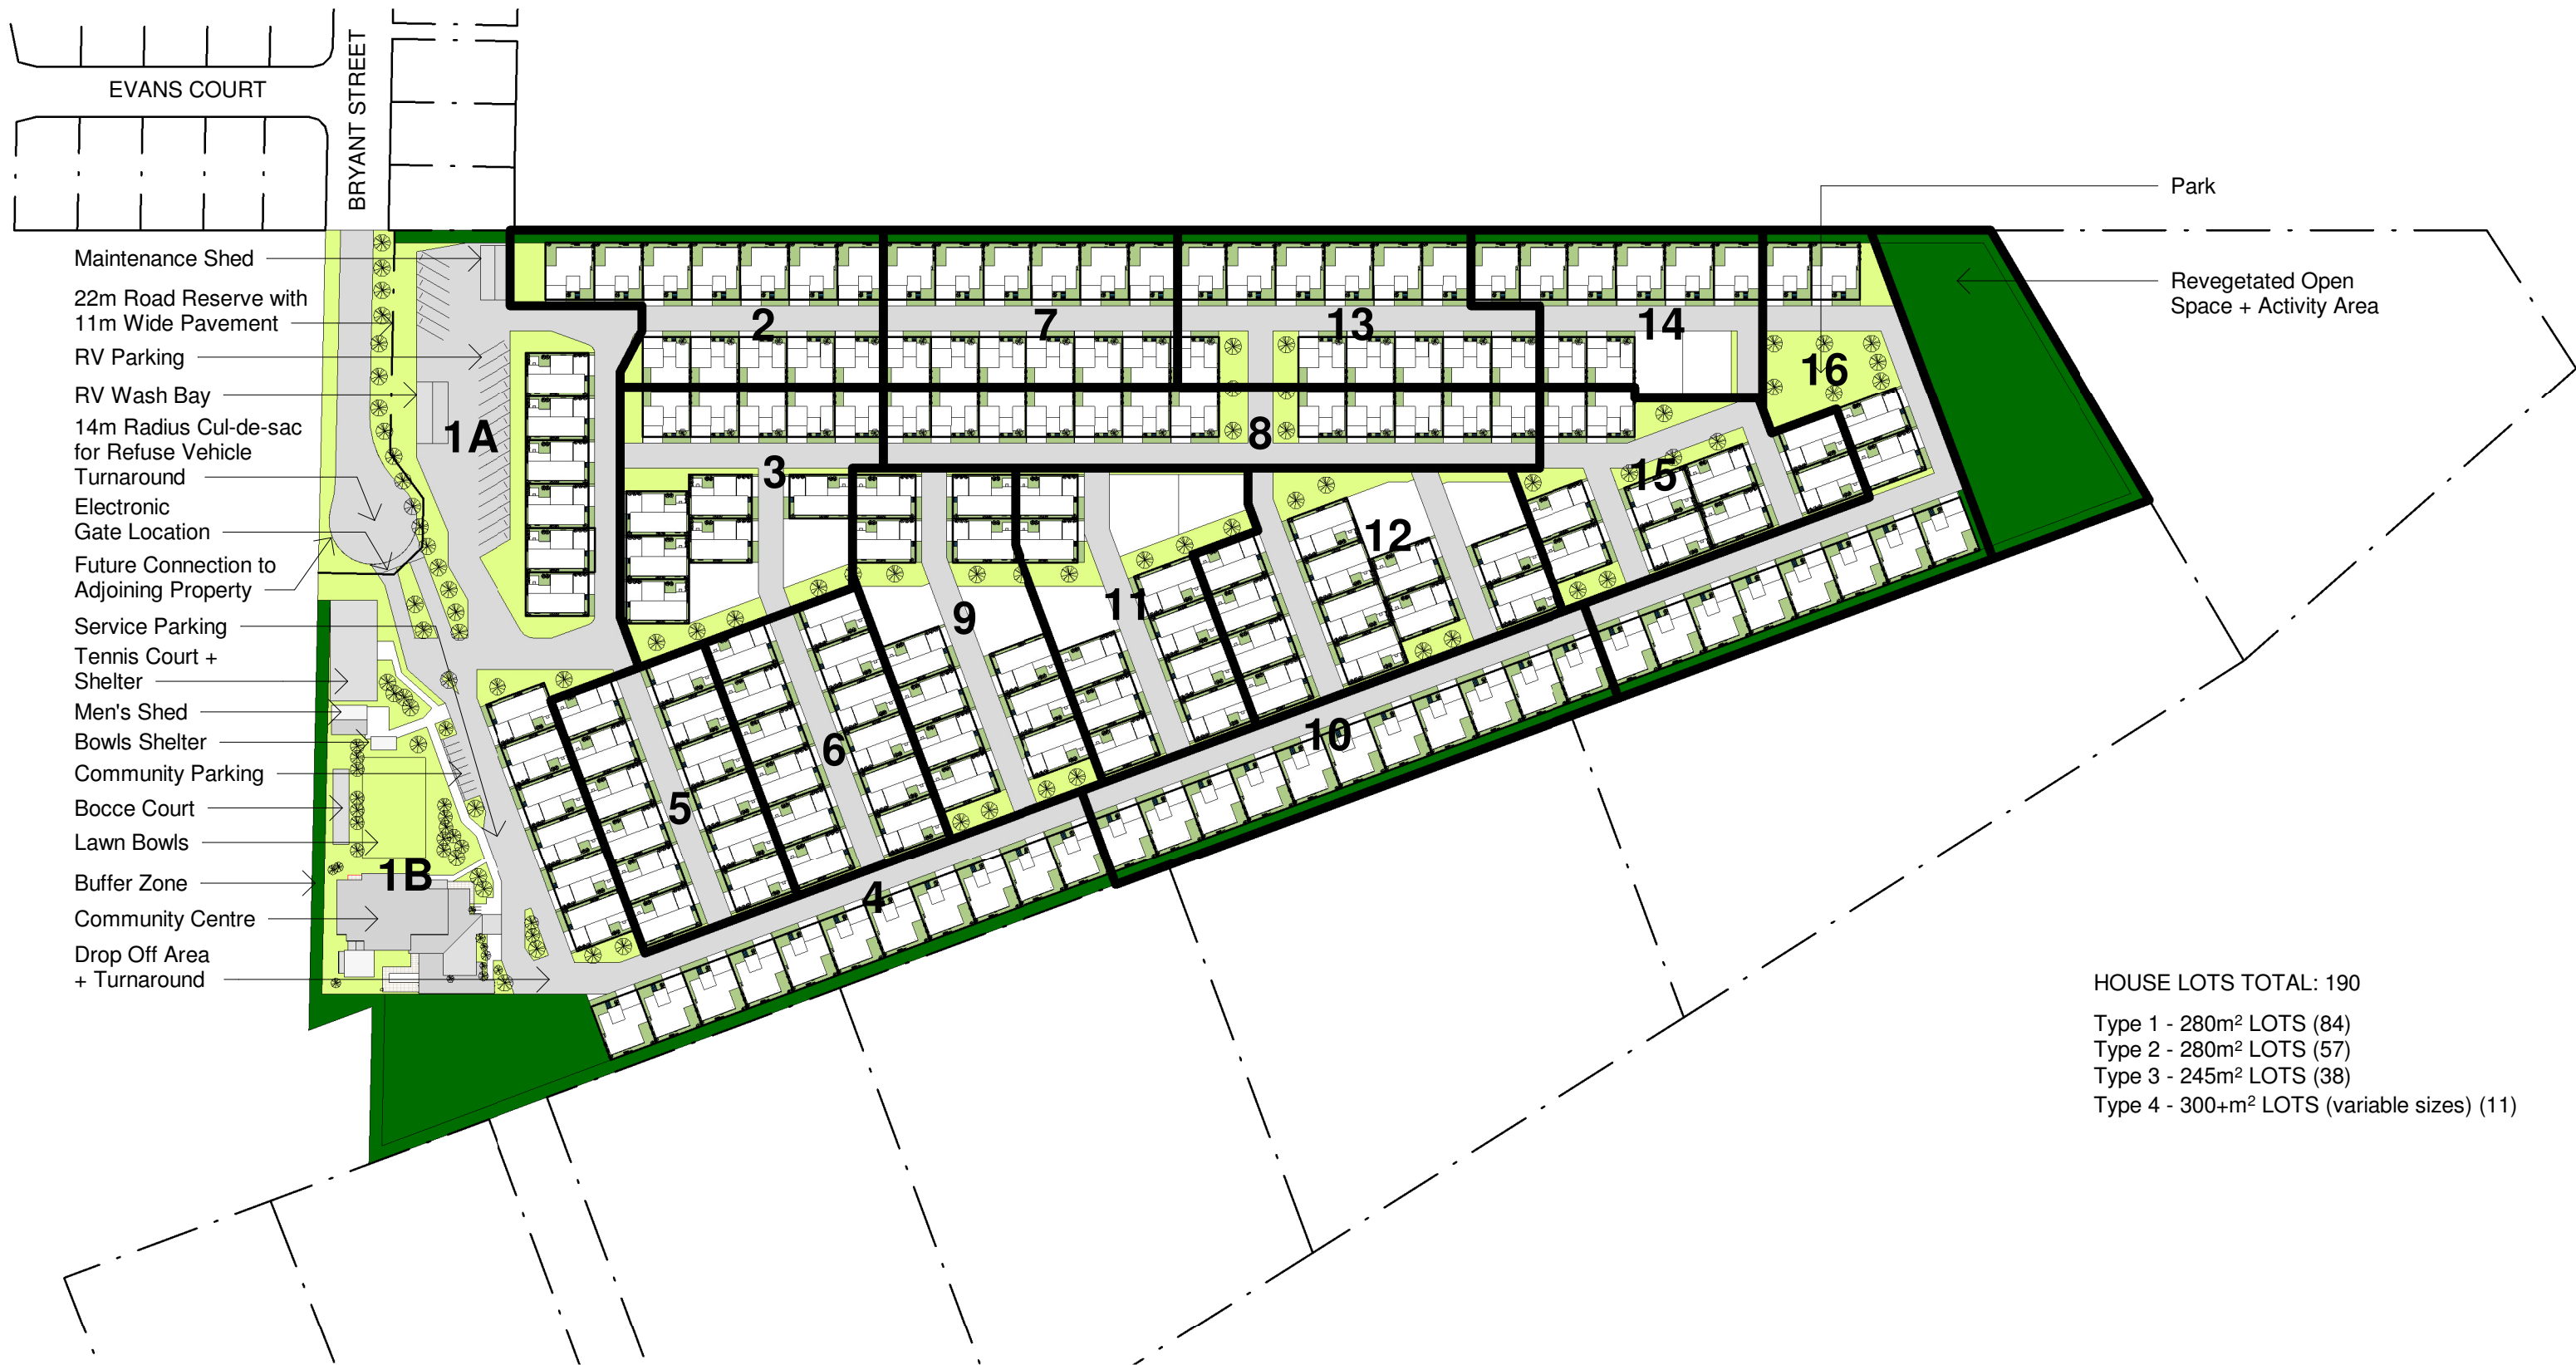 EVANS COURT
BRYANT STREET
Maintenance Shed
22m Road Reserve with
11m Wide Pavement
RV Parking
RV Wash Bay
14m Radius Cul-de-sac
for Refuse Vehicle
Turnaround
Electronic
Gate Location
Future Connection to
Adjoining Property
Service Parking
Tennis Court +
Shelter
Men's Shed
Bowls Shelter
Community Parking
Bocce Court
Lawn Bowls
Buffer Zone
Community Centre
Drop Off Area
+ Turnaround
1A
1B
2
3
4
5
6
7
8
9
10
11
12
13
14
15
16
Park
Revegetated Open
Space + Activity Area
HOUSE LOTS TOTAL: 190
Type 1 - 280m² LOTS (84)
Type 2 - 280m² LOTS (57)
Type 3 - 245m² LOTS (38)
Type 4 - 300+m² LOTS (variable sizes) (11)